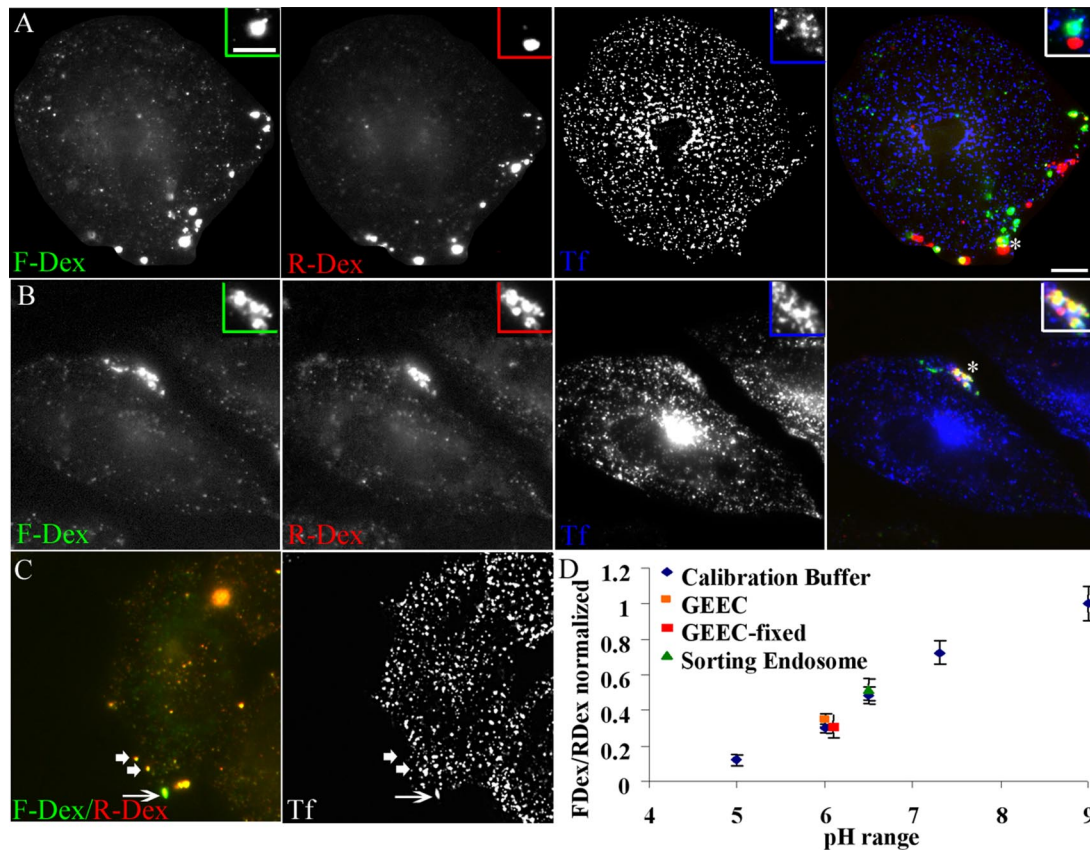 A
F-Dex
R-Dex
Tf
*
B
F-Dex
R-Dex
Tf
*
C
F-Dex/R-Dex
Tf
D
FDex/RDex normalized
1.2
1
0.8
0.6
0.4
0.2
0
Calibration Buffer
GEEC
GEEC-fixed
Sorting Endosome
4 5 6 7 8 9
pH range